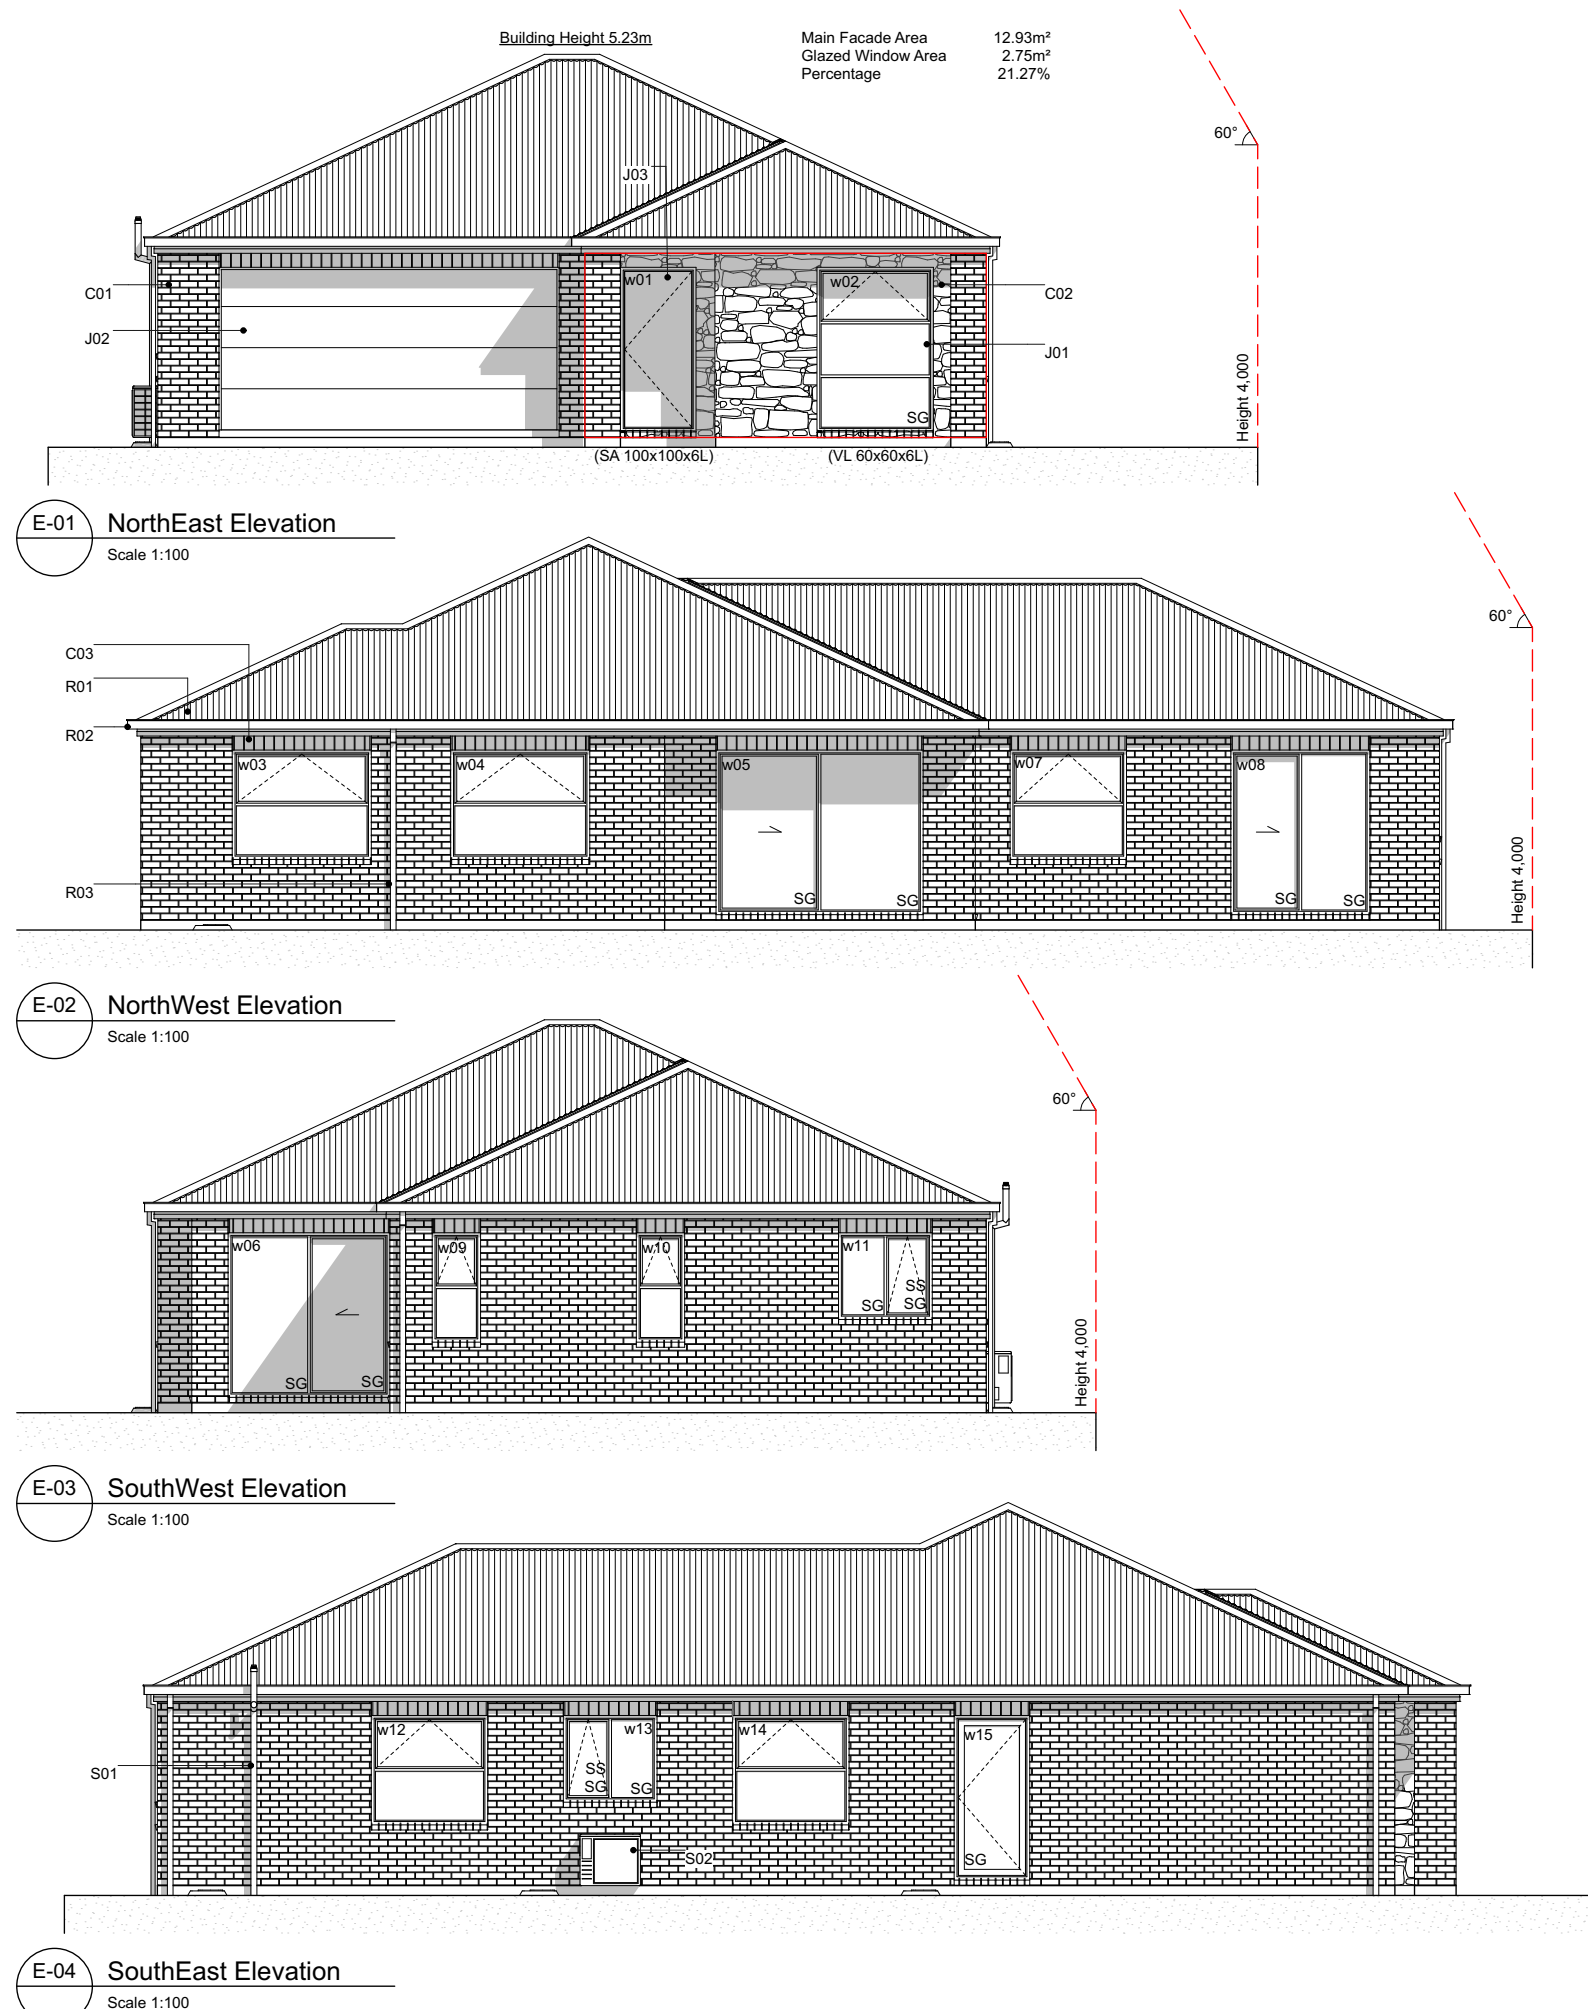 Building Height 5.23m
Main Facade Area 12.93m²
Glazed Window Area 2.75m²
Percentage 21.27%
60°
J03
w01
w02
C01
C02
J02
J01
SG
Height 4,000
(SA 100x100x6L)
(VL 60x60x6L)
E-01
NorthEast Elevation
Scale 1:100
60°
C03
R01
R02
w03
w04
w05
w07
w08
R03
SG
SG
SG
SG
Height 4,000
E-02
NorthWest Elevation
Scale 1:100
60°
w06
w09
w10
w11
SS
SG
SG
SG
SG
Height 4,000
E-03
SouthWest Elevation
Scale 1:100
w12
w13
w14
w15
S01
SS
SG
SG
S02
SG
E-04
SouthEast Elevation
Scale 1:100